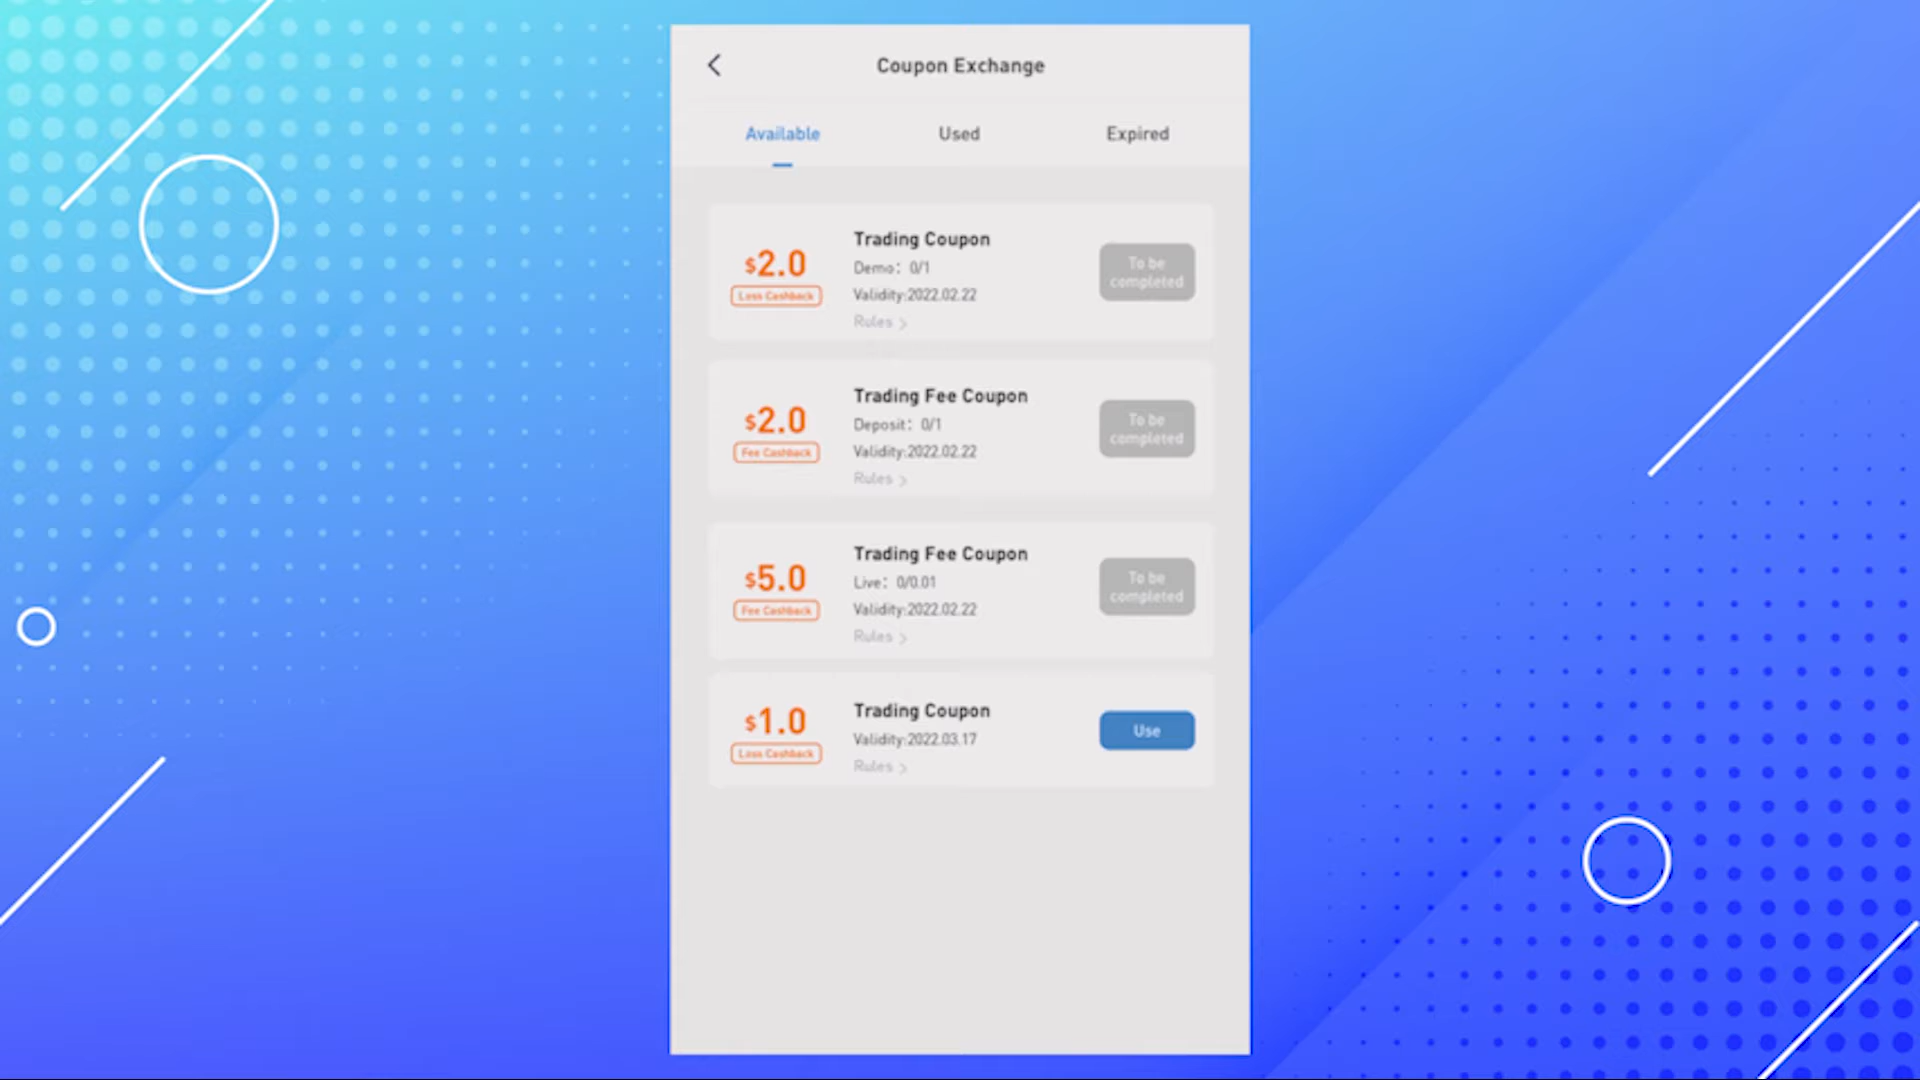 Coupon Exchange
Available
Used
Expired
$2.0
Loss Cashback
Trading Coupon
Demo: 0/1
Validity:2022.02.22
Rules >
To be
completed
$2.0
Fee Cashback
Trading Fee Coupon
Deposit: 0/1
Validity:2022.02.22
Rules >
To be
completed
$5.0
Fee Cashback
Trading Fee Coupon
Live: 0/0.01
Validity:2022.02.22
Rules >
To be
completed
$1.0
Loss Cashback
Trading Coupon
Validity:2022.03.17
Rules >
Use